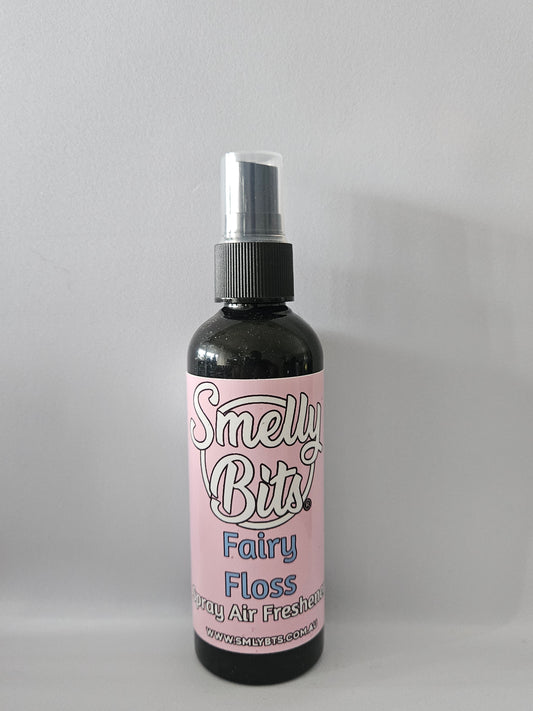 Smelly
Bits®
Fairy
Floss
Spray Air Freshener
WWW.SMLYBTS.COM.AU